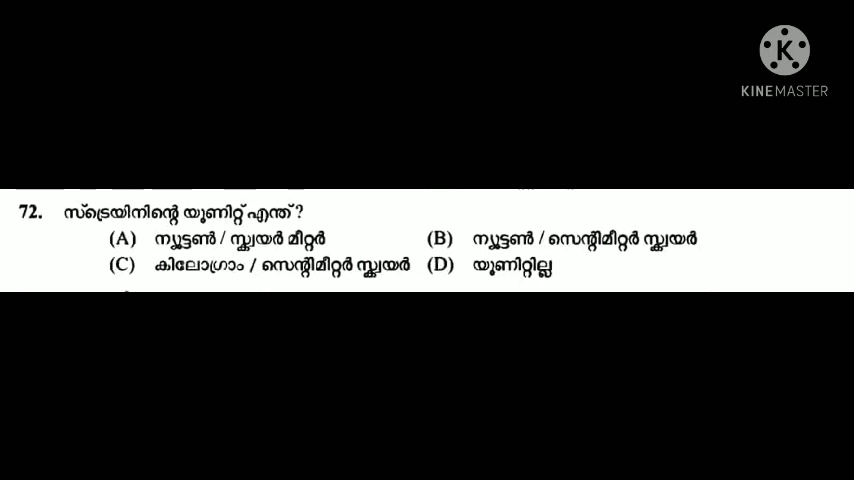 KINEMASTER
72. സ്ട്രെയിനിന്റെ യൂണിറ്റ് എന്ത്?
(A) ന്യൂട്ടൺ / സ്ക്വയർ മീറ്റർ (B) ന്യൂട്ടൺ / സെന്റിമീറ്റർ സ്ക്വയർ
(C) കിലോഗ്രാം / സെന്റിമീറ്റർ സ്ക്വയർ (D) യൂണിറ്റില്ല